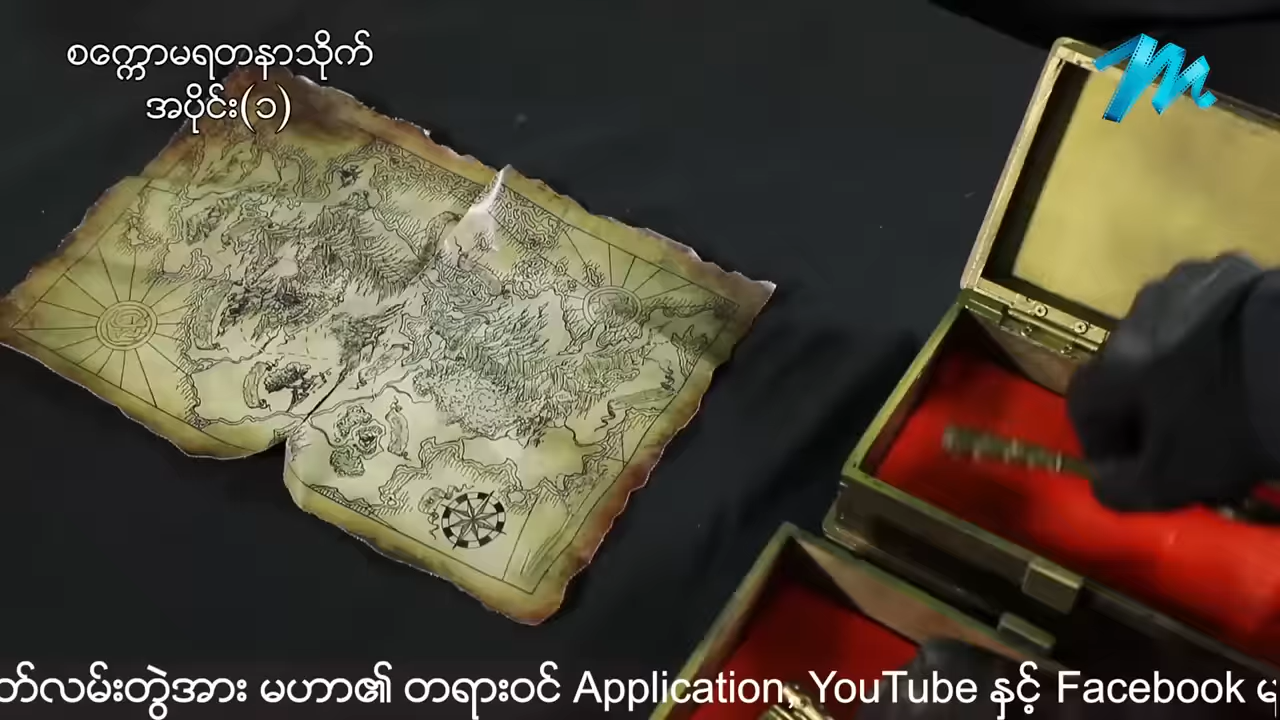 စက္ကောမရတနာသိုက်
အပိုင်း(၁)
လမ်းတွဲအား မဟာ၏ တရားဝင် Application, YouTube နှင့် Facebook